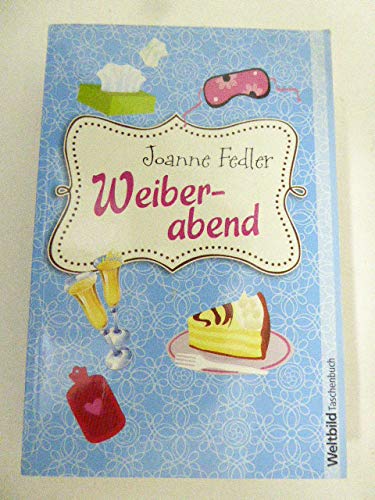 Joanne Fedler
Weiber-
abend
Weltbild Taschenbuch